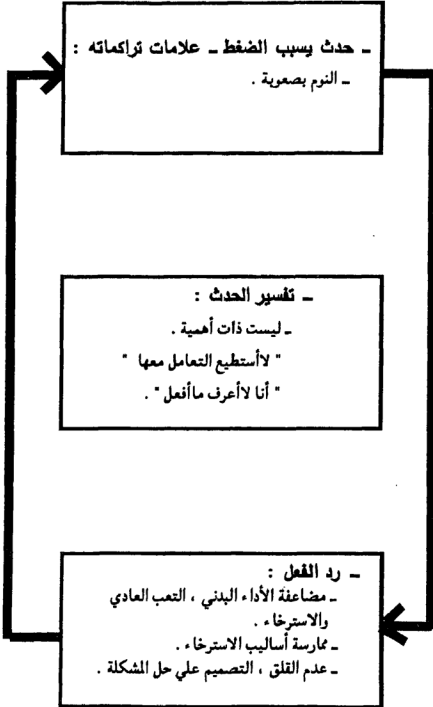 ـ حدث يسبب الضغط ـ علامات تراكماته :
ـ النوم بصعوبة .
ـ تفسير الحدث :
ـ ليست ذات أهمية .
" لاأستطيع التعامل معها "
" أنا لاأعرف ماأفعل " .
ـ رد الفعل :
ـ مضاعفة الأداء البدني ، التعب العادي
والاسترخاء .
ـ ممارسة أساليب الاسترخاء .
ـ عدم القلق ، التصميم علي حل المشكلة .